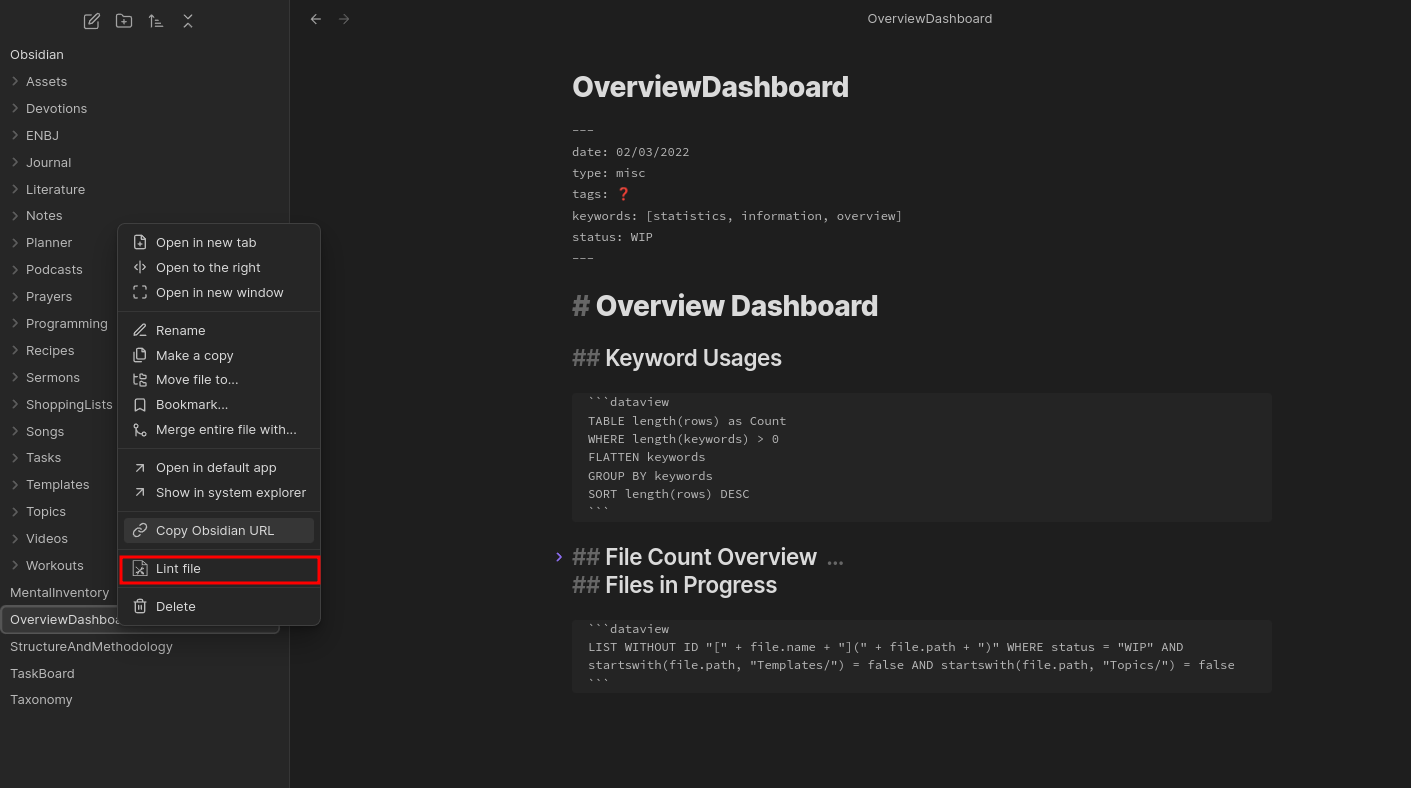 OverviewDashboard
Obsidian
Assets
Devotions
ENBJ
Journal
Literature
Notes
Planner
Podcasts
Prayers
Programming
Recipes
Sermons
ShoppingLists
Songs
Tasks
Templates
Topics
Videos
Workouts
MentalInventory
OverviewDashboa
StructureAndMethodology
TaskBoard
Taxonomy
Open in new tab
Open to the right
Open in new window
Rename
Make a copy
Move file to...
Bookmark...
Merge entire file with...
Open in default app
Show in system explorer
Copy Obsidian URL
Lint file
Delete
OverviewDashboard
---
date: 02/03/2022
type: misc
tags: ❓
keywords: [statistics, information, overview]
status: WIP
---
# Overview Dashboard
## Keyword Usages
```dataview
TABLE length(rows) as Count
WHERE length(keywords) > 0
FLATTEN keywords
GROUP BY keywords
SORT length(rows) DESC
```
## File Count Overview ...
## Files in Progress
```dataview
LIST WITHOUT ID "[" + file.name + "](" + file.path + ")" WHERE status = "WIP" AND
startswith(file.path, "Templates/") = false AND startswith(file.path, "Topics/") = false
```